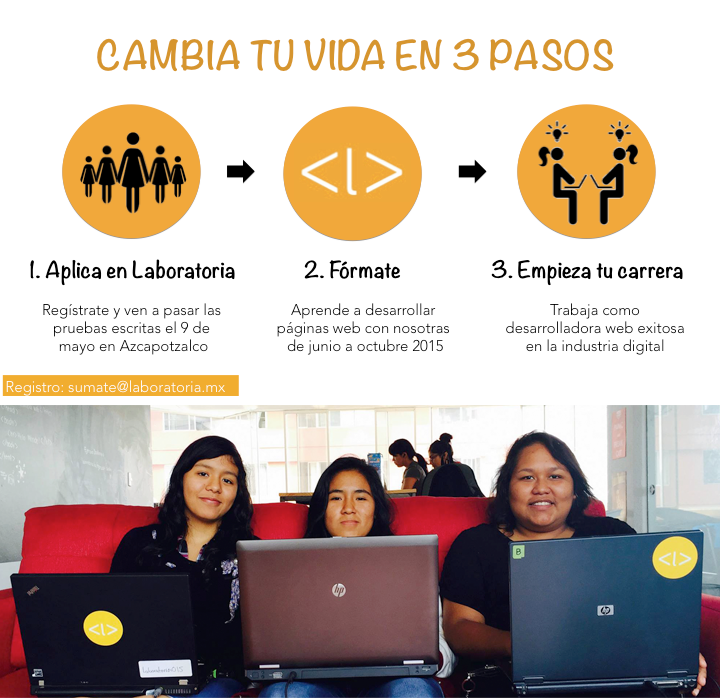 CAMBIA TU VIDA EN 3 PASOS
<l>
1. Aplica en Laboratoria
2. Fórmate
3. Empieza tu carrera
Regístrate y ven a pasar las
pruebas escritas el 9 de
mayo en Azcapotzalco
Aprende a desarrollar
páginas web con nosotras
de junio a octubre 2015
Trabaja como
desarrolladora web exitosa
en la industria digital
Registro: sumate@laboratoria.mx
ThinkPad
<l>
hp
B
<l>
hp